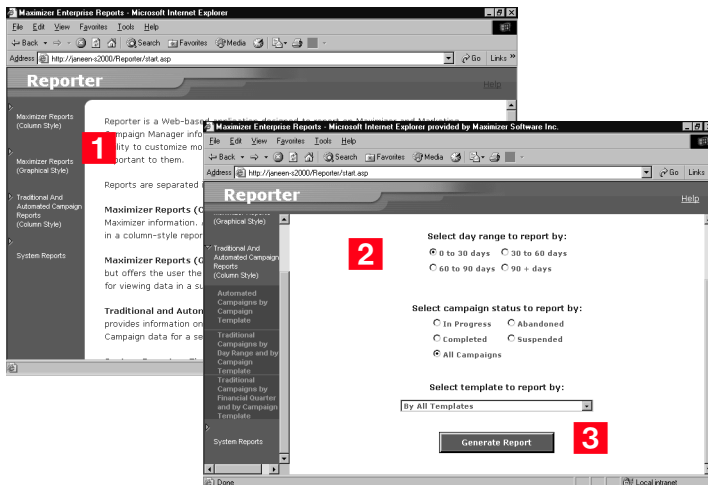 Maximizer Enterprise Reports - Microsoft Internet Explorer
File Edit View Favorites Tools Help
Back Search Favorites Media
Address http://janeen-s2000/Reporter/start.asp Go Links »
Reporter
Help
Maximizer Reports
(Column Style)
Maximizer Reports
(Graphical Style)
Traditional And
Automated Campaign
Reports
(Column Style)
System Reports
1
Reporter is a Web-based application designed to report on Maximizer and Marketing
Campaign Manager info
ility to customize mo
portant to them.
Reports are separated
Maximizer Reports (C
Maximizer information. A
in a column-style repor
Maximizer Reports (G
but offers the user the
for viewing data in a su
Traditional and Autom
provides information on
Campaign data for a se
Maximizer Enterprise Reports - Microsoft Internet Explorer provided by Maximizer Software Inc.
File Edit View Favorites Tools Help
Back Search Favorites Media
Address http://janeen-s2000/Reporter/start.asp Go Links
Reporter
Help
(Graphical Style)
Traditional And
Automated Campaign
Reports
(Column Style)
Automated
Campaigns by
Campaign
Template
Traditional
Campaigns by
Day Range and by
Campaign
Template
Traditional
Campaigns by
Financial Quarter
and by Campaign
Template
System Reports
2
Select day range to report by:
0 to 30 days 30 to 60 days
60 to 90 days 90 + days
Select campaign status to report by:
In Progress Abandoned
Completed Suspended
All Campaigns
Select template to report by:
By All Templates
Generate Report
3
Done
Local intranet